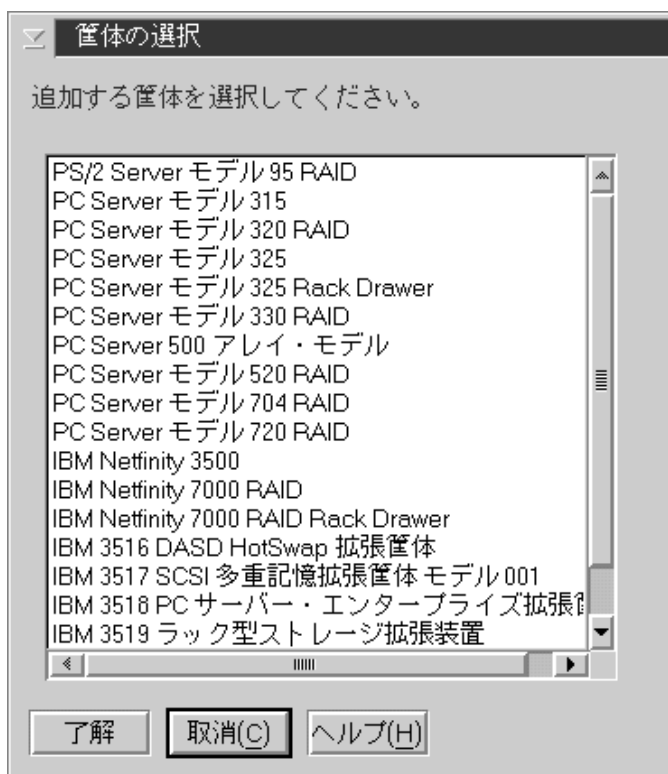 筐体の選択
追加する筐体を選択してください。
PS/2 Server モデル 95 RAID
PC Server モデル 315
PC Server モデル 320 RAID
PC Server モデル 325
PC Server モデル 325 Rack Drawer
PC Server モデル 330 RAID
PC Server 500 アレイ・モデル
PC Server モデル 520 RAID
PC Server モデル 704 RAID
PC Server モデル 720 RAID
IBM Netfinity 3500
IBM Netfinity 7000 RAID
IBM Netfinity 7000 RAID Rack Drawer
IBM 3516 DASD HotSwap 拡張筐体
IBM 3517 SCSI 多重記憶拡張筐体 モデル 001
IBM 3518 PC サーバー・エンタープライズ拡張
IBM 3519 ラック型ストレージ拡張装置
了解 取消(C) ヘルプ(H)